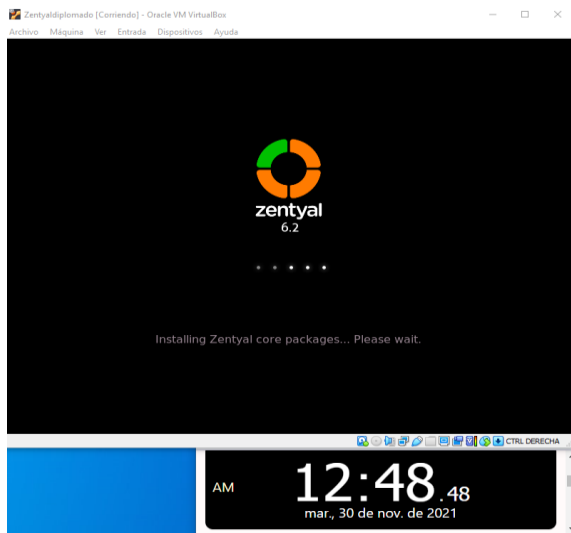 Zentyaldiplomado [Corriendo] - Oracle VM VirtualBox
Archivo Máquina Ver Entrada Dispositivos Ayuda
zentyal
6.2
Installing Zentyal core packages... Please wait.
CTRL DERECHA
AM 12:48.48
mar., 30 de nov. de 2021